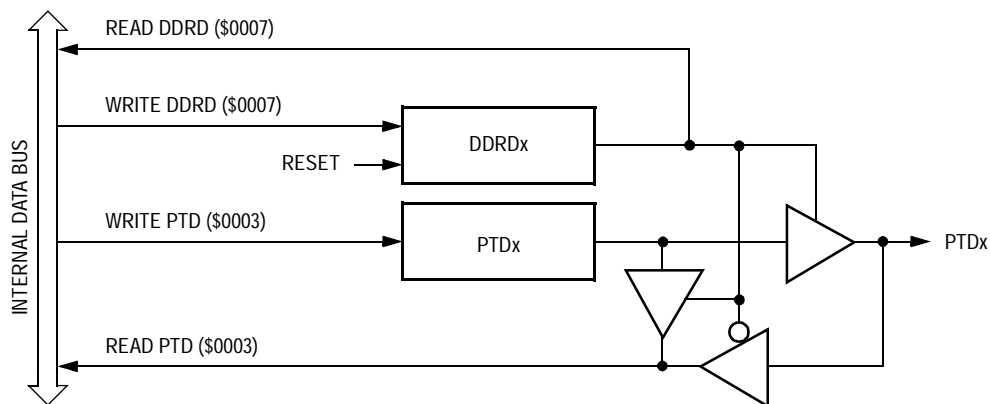 READ DDRD ($0007)
WRITE DDRD ($0007)
DDRDx
RESET
WRITE PTD ($0003)
PTDx
PTDx
READ PTD ($0003)
INTERNAL DATA BUS